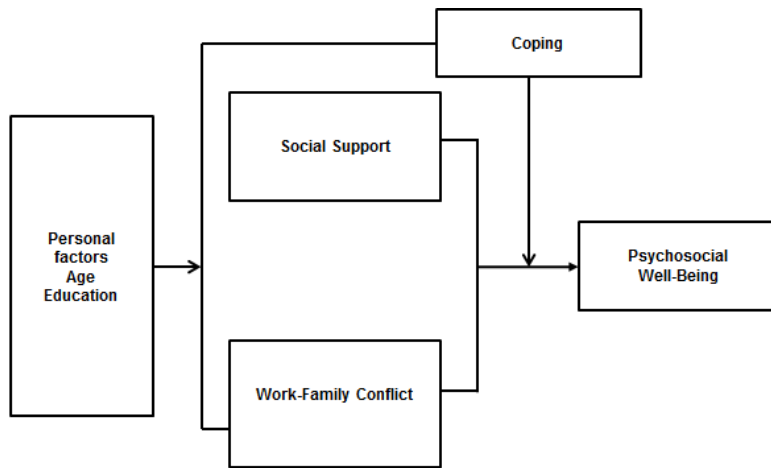 Coping
Social Support
Personal
factors
Age
Education
Psychosocial
Well-Being
Work-Family Conflict